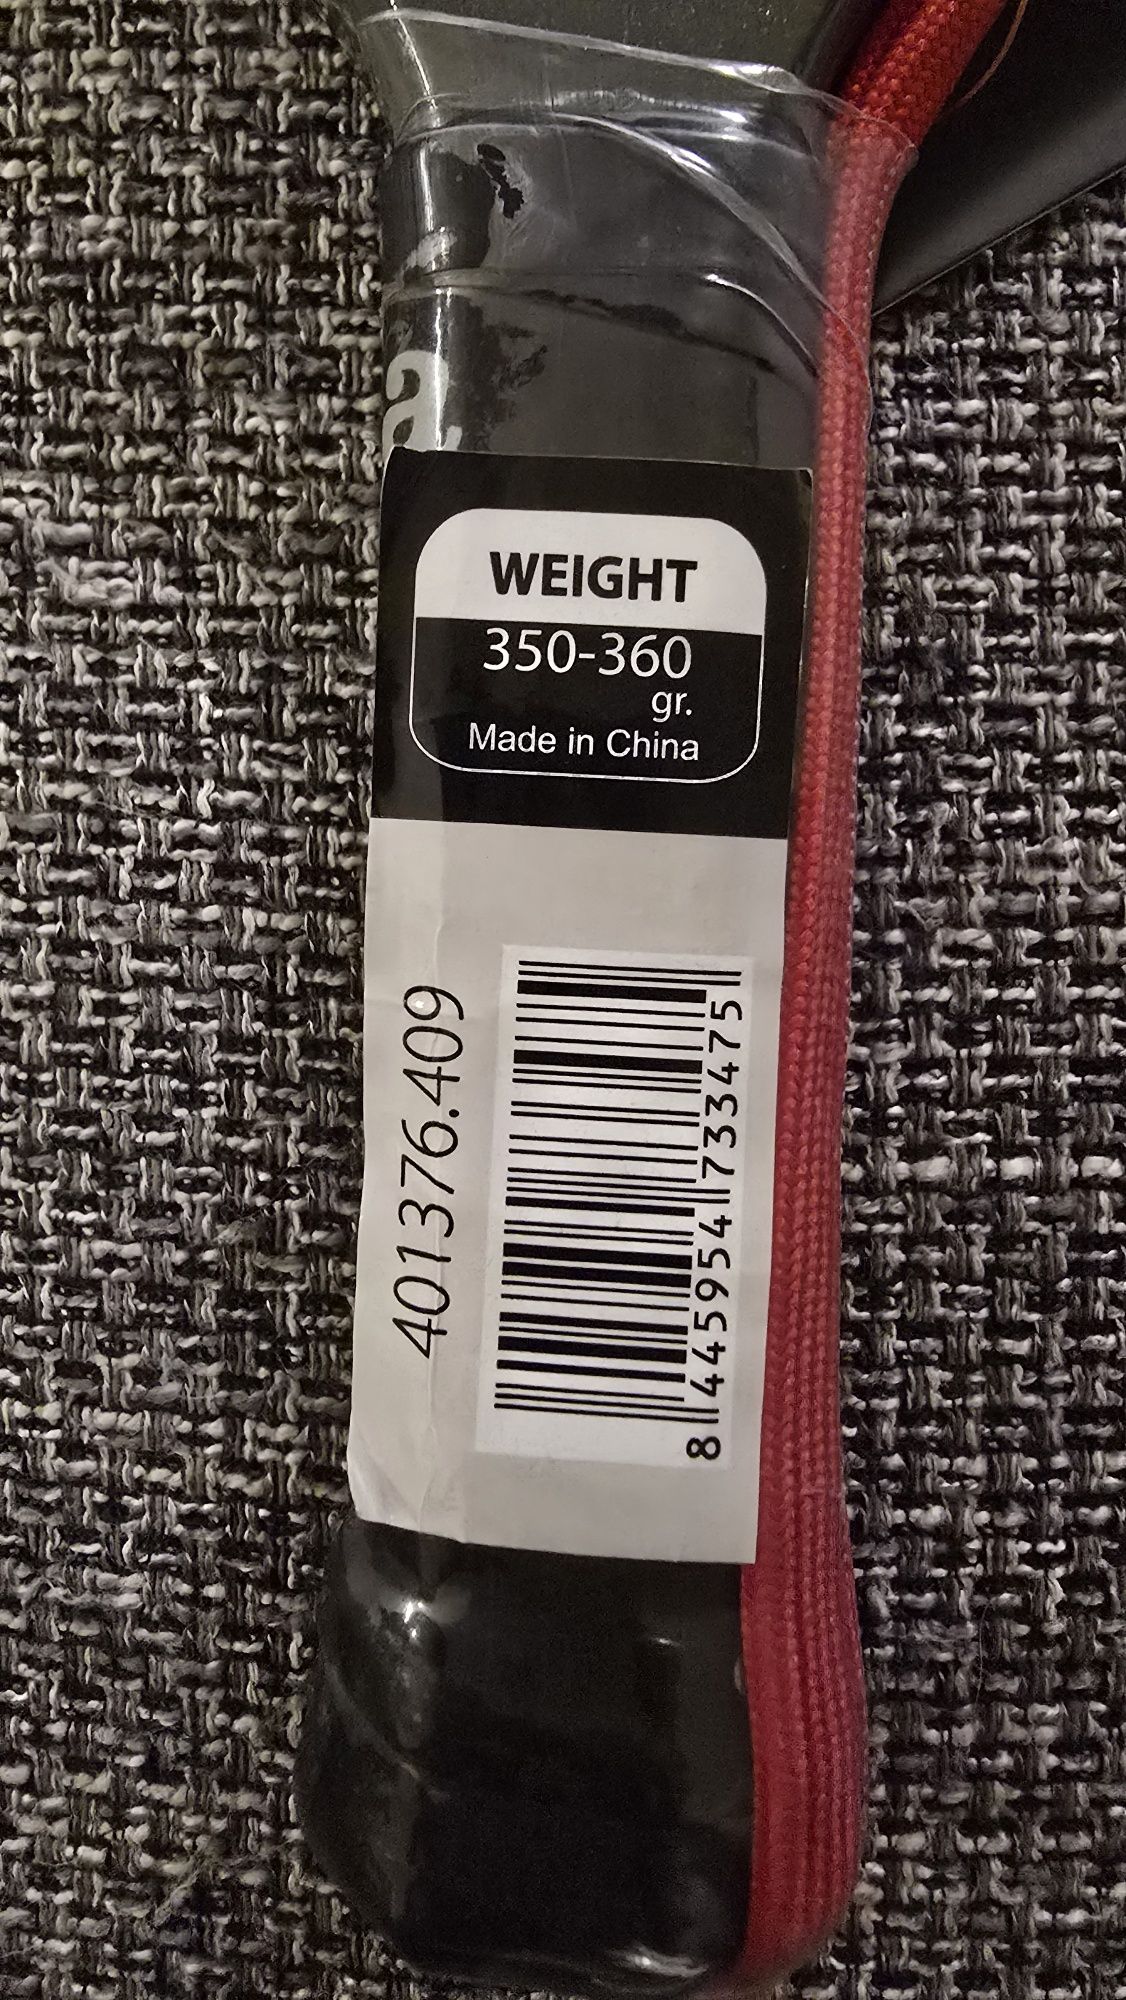 a
WEIGHT
350-360
gr.
Made in China
401376.409
8 445954 733475